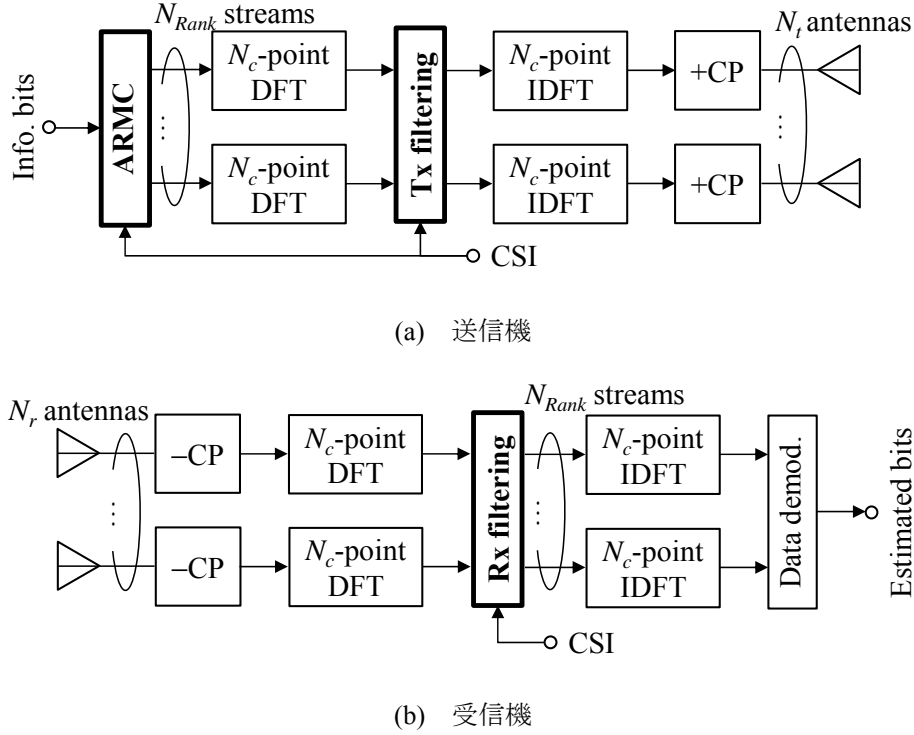 N_Rank streams
N_t antennas
Info. bits
ARMC
N_c-point
DFT
Tx filtering
N_c-point
IDFT
+CP
⋯
⋯
N_c-point
DFT
N_c-point
IDFT
+CP
CSI
(a) 送信機
N_r antennas
N_Rank streams
–CP
N_c-point
DFT
Rx filtering
N_c-point
IDFT
Data demod.
Estimated bits
⋯
⋯
–CP
N_c-point
DFT
N_c-point
IDFT
CSI
(b) 受信機